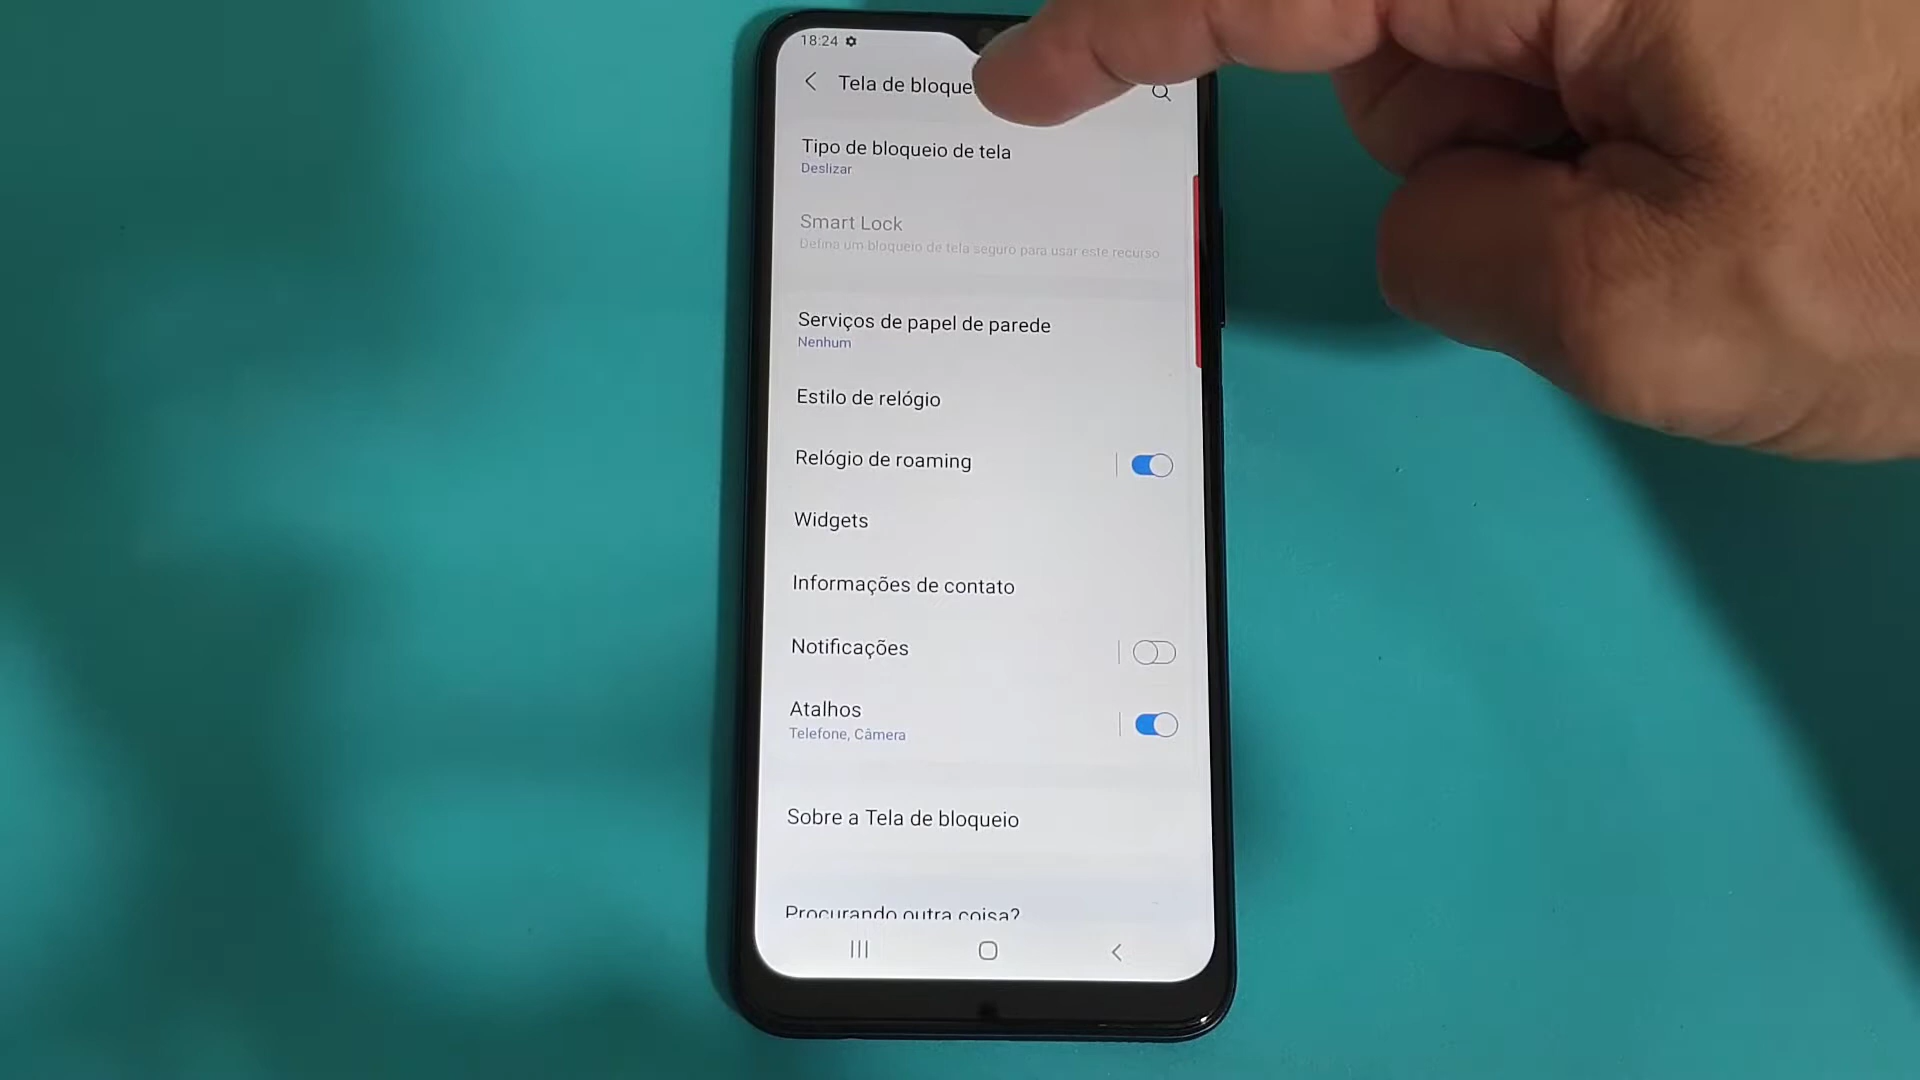 18:24
Tela de bloque
Tipo de bloqueio de tela
Deslizar
Smart Lock
Defina um bloqueio de tela seguro para usar este recurso
Serviços de papel de parede
Nenhum
Estilo de relógio
Relógio de roaming
Widgets
Informações de contato
Notificações
Atalhos
Telefone, Câmera
Sobre a Tela de bloqueio
Procurando outra coisa?